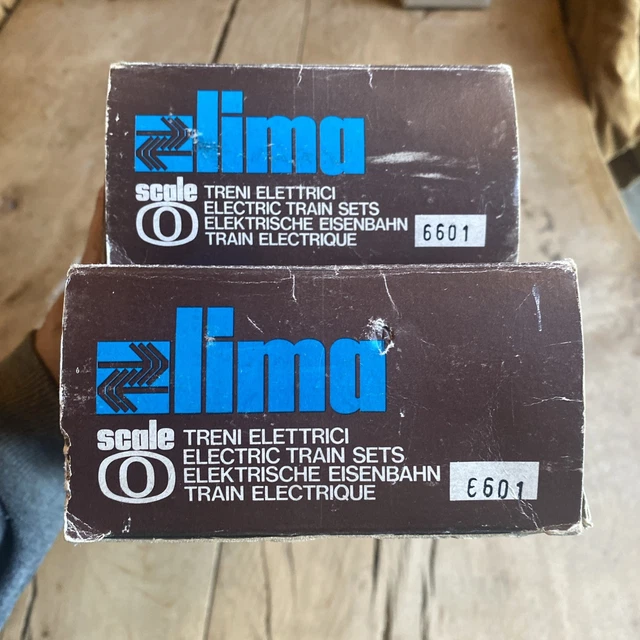 lima
scale
O
TRENI ELETTRICI
ELECTRIC TRAIN SETS
ELEKTRISCHE EISENBAHN
TRAIN ELECTRIQUE
6601
lima
scale
O
TRENI ELETTRICI
ELECTRIC TRAIN SETS
ELEKTRISCHE EISENBAHN
TRAIN ELECTRIQUE
6601